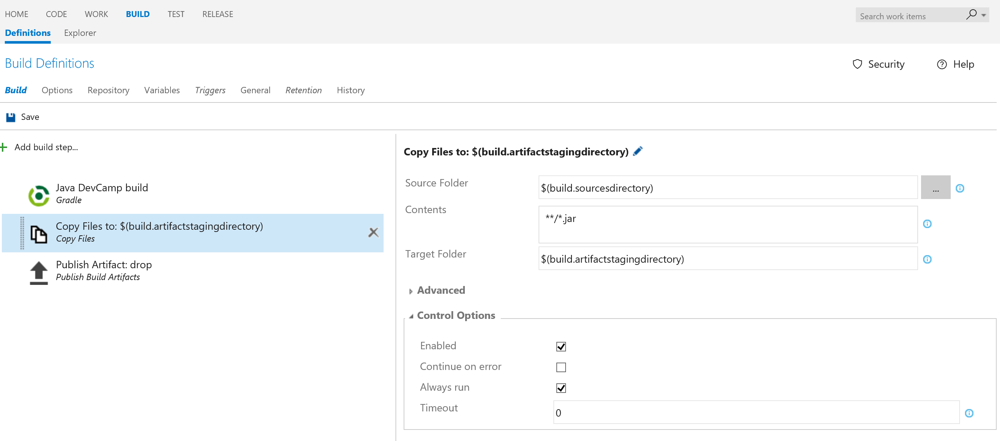 HOME CODE WORK BUILD TEST RELEASE
Search work items
Definitions Explorer
Build Definitions
Security Help
Build Options Repository Variables Triggers General Retention History
Save
Add build step...
Java DevCamp build
Gradle
Copy Files to: $(build.artifactstagingdirectory)
Copy Files
Publish Artifact: drop
Publish Build Artifacts
Copy Files to: $(build.artifactstagingdirectory)
Source Folder $(build.sourcesdirectory) ...
Contents **/*.jar
Target Folder $(build.artifactstagingdirectory)
Advanced
Control Options
Enabled
Continue on error
Always run
Timeout 0